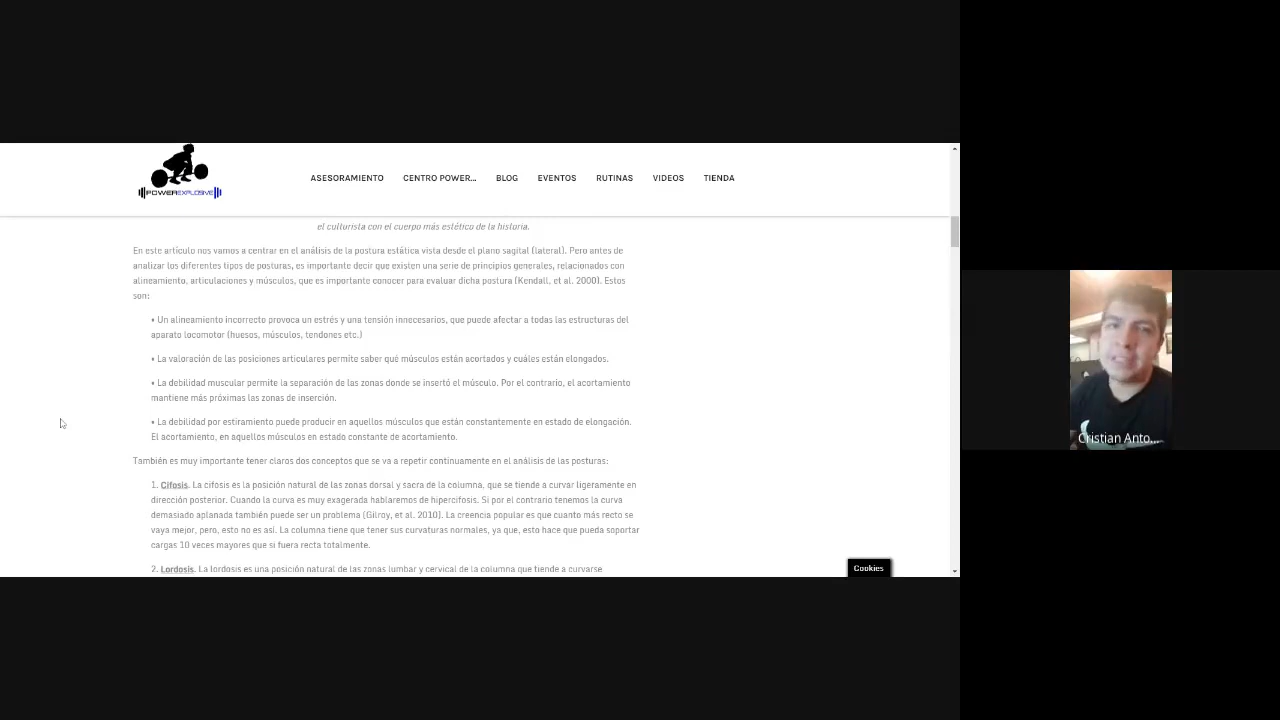 POWEREXPLOSIVE
ASESORAMIENTO CENTRO POWER... BLOG EVENTOS RUTINAS VIDEOS TIENDA
el culturista con el cuerpo más estético de la historia.
En este artículo nos vamos a centrar en el análisis de la postura estática vista desde el plano sagital (lateral). Pero antes de
analizar los diferentes tipos de posturas, es importante decir que existen una serie de principios generales, relacionados con
alineamiento, articulaciones y músculos, que es importante conocer para evaluar dicha postura (Kendall, et al. 2000). Estos
son:
• Un alineamiento incorrecto provoca un estrés y una tensión innecesarios, que puede afectar a todas las estructuras del
aparato locomotor (huesos, músculos, tendones etc.)
• La valoración de las posiciones articulares permite saber qué músculos están acortados y cuáles están elongados.
• La debilidad muscular permite la separación de las zonas donde se insertó el músculo. Por el contrario, el acortamiento
mantiene más próximas las zonas de inserción.
• La debilidad por estiramiento puede producir en aquellos músculos que están constantemente en estado de elongación.
El acortamiento, en aquellos músculos en estado constante de acortamiento.
También es muy importante tener claros dos conceptos que se va a repetir continuamente en el análisis de las posturas:
1. Cifosis. La cifosis es la posición natural de las zonas dorsal y sacra de la columna, que se tiende a curvar ligeramente en
dirección posterior. Cuando la curva es muy exagerada hablaremos de hipercifosis. Si por el contrario tenemos la curva
demasiado aplanada también puede ser un problema (Gilroy, et al. 2010). La creencia popular es que cuanto más recto se
vaya mejor, pero, esto no es así. La columna tiene que tener sus curvaturas normales, ya que, esto hace que pueda soportar
cargas 10 veces mayores que si fuera recta totalmente.
2. Lordosis. La lordosis es una posición natural de las zonas lumbar y cervical de la columna que tiende a curvarse
Cookies
Cristian Anto...